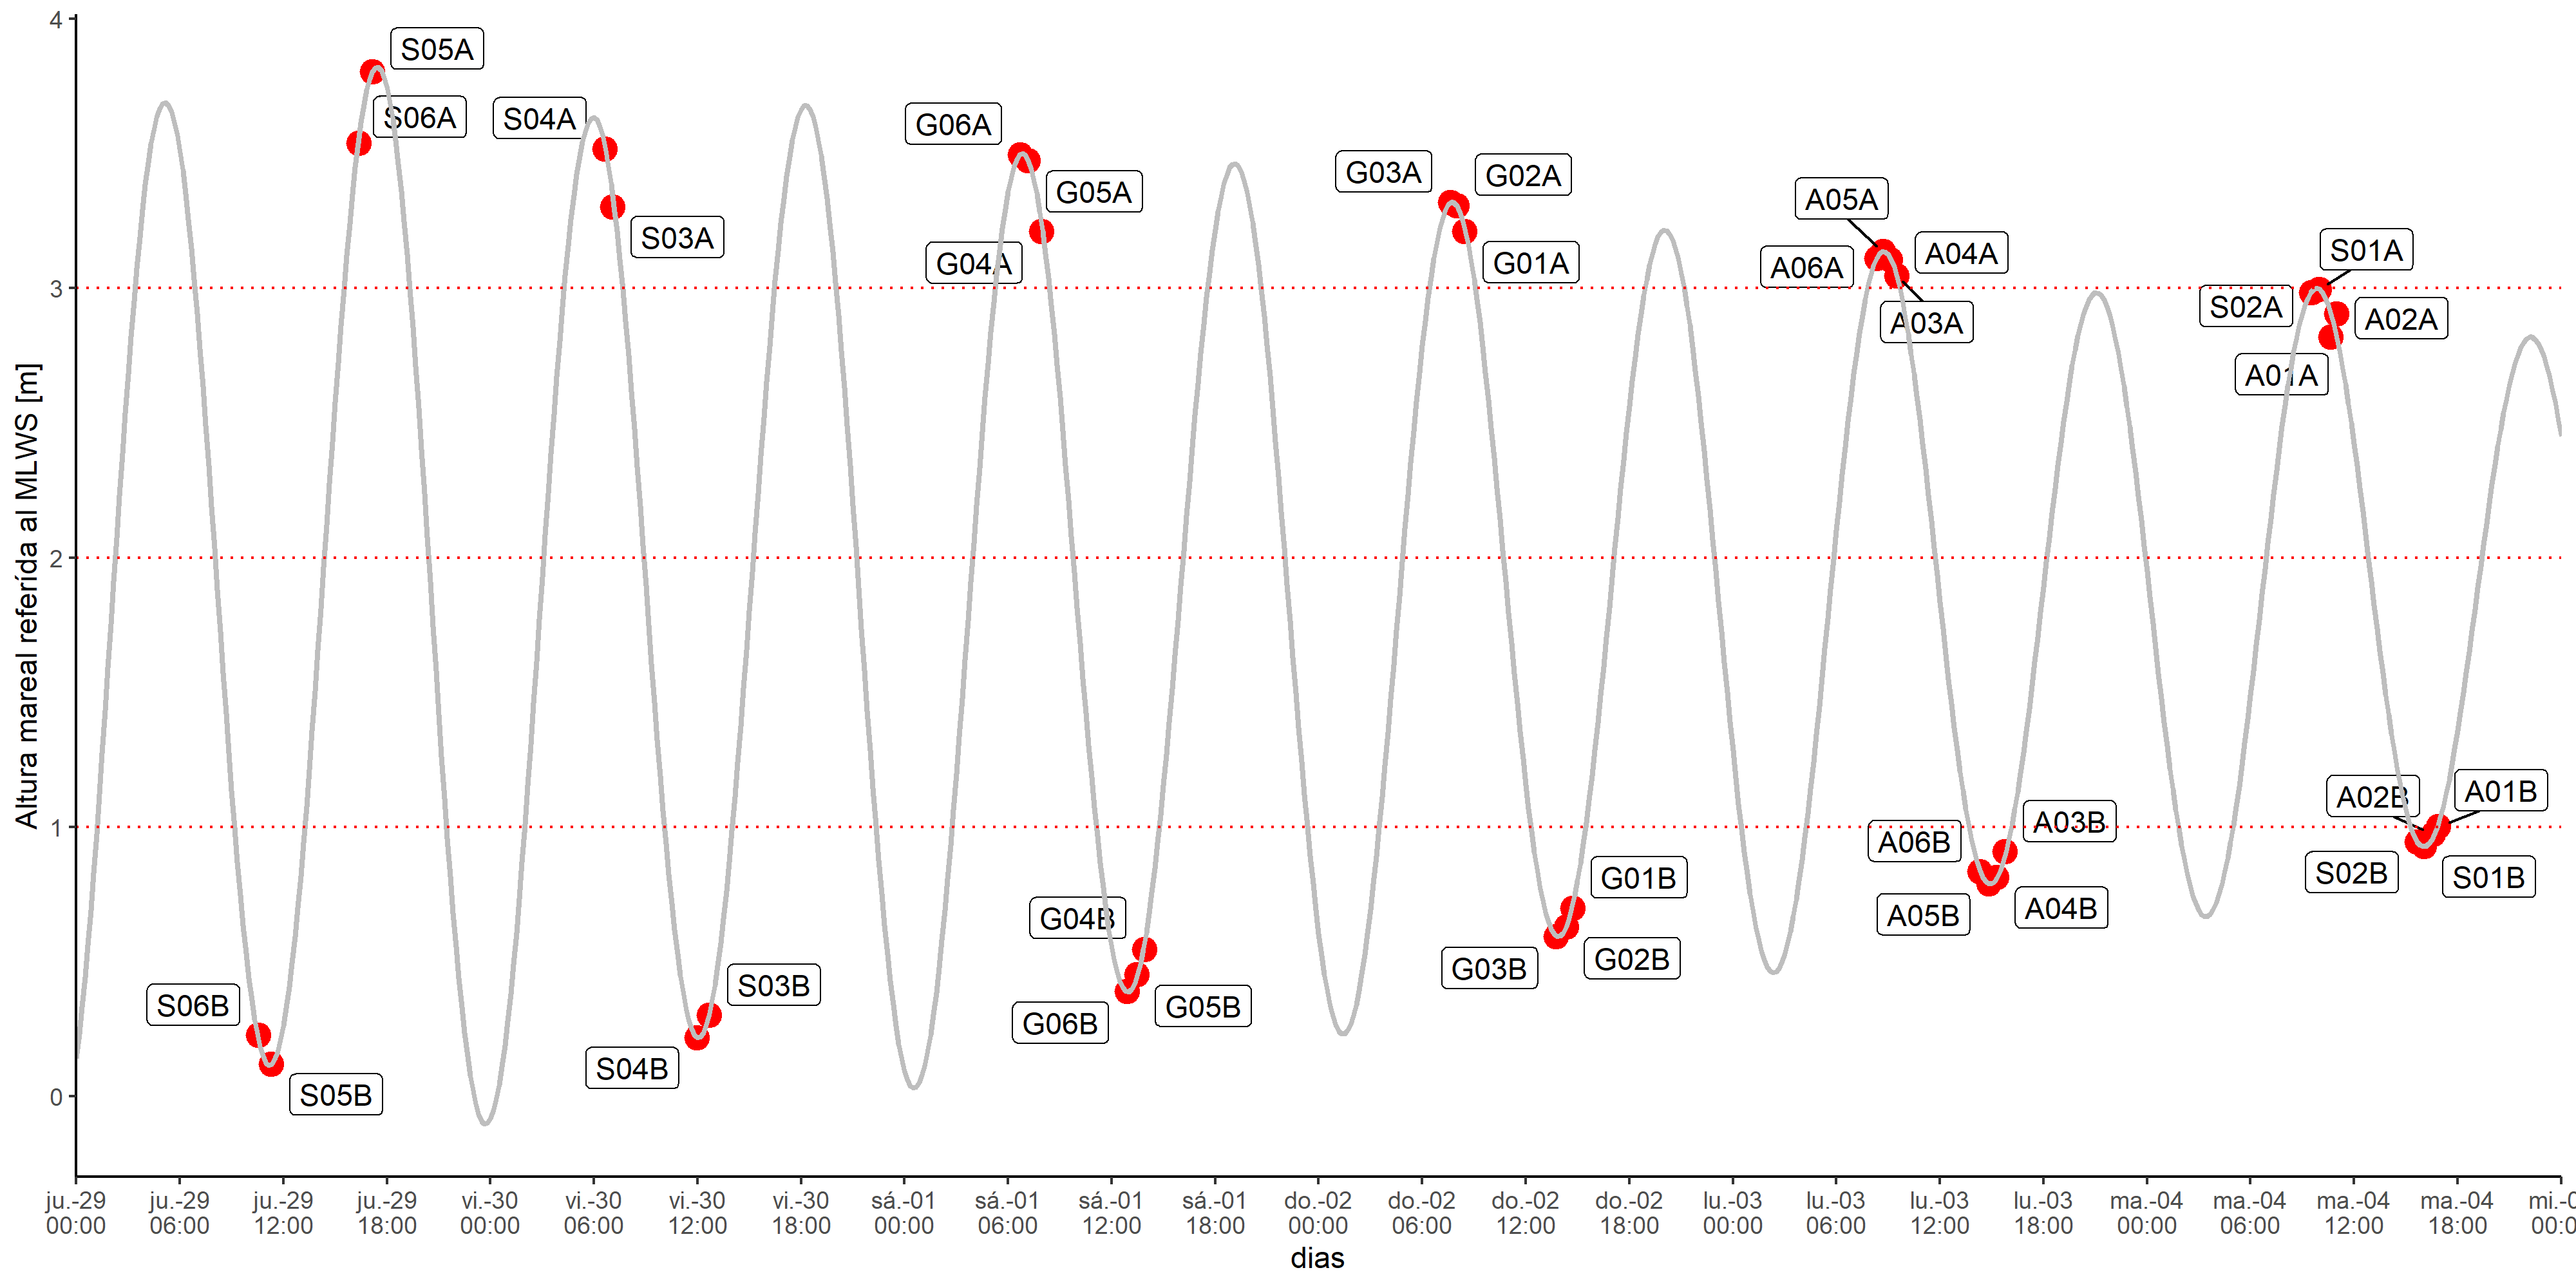 4
3
2
1
0
Altura mareal referída al MLWS [m]
S05A
S06A
S04A
S03A
G06A
G05A
G04A
G03A
G02A
G01A
A05A
A06A
A04A
A03A
S01A
S02A
A02A
A01A
S06B
S05B
S03B
S04B
G04B
G06B
G05B
G01B
G03B
G02B
A06B
A03B
A05B
A04B
A02B
A01B
S02B
S01B
ju.-29 ju.-29 ju.-29 ju.-29 vi.-30 vi.-30 vi.-30 vi.-30 sá.-01 sá.-01 sá.-01 sá.-01 do.-02 do.-02 do.-02 do.-02 lu.-03 lu.-03 lu.-03 lu.-03 ma.-04 ma.-04 ma.-04 ma.-04 mi.-0
00:00 06:00 12:00 18:00 00:00 06:00 12:00 18:00 00:00 06:00 12:00 18:00 00:00 06:00 12:00 18:00 00:00 06:00 12:00 18:00 00:00 06:00 12:00 18:00 00:0
dias